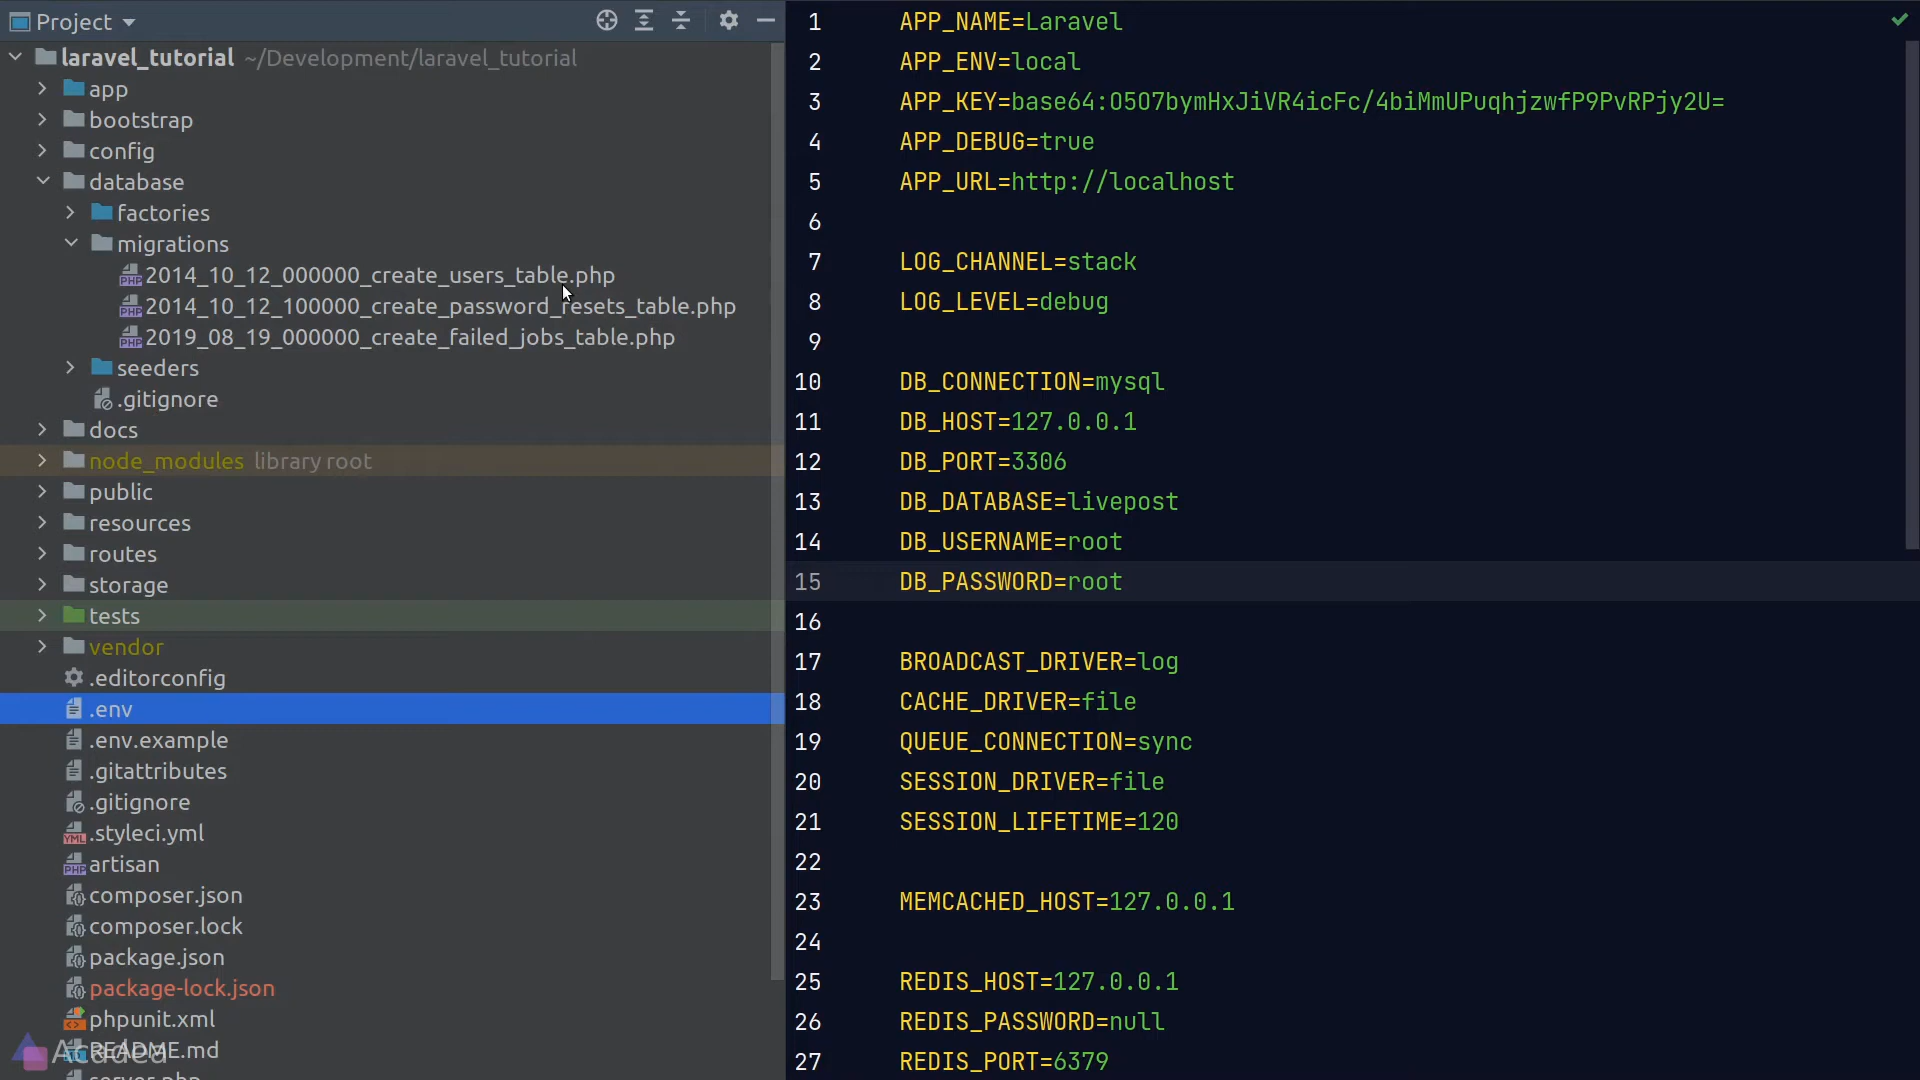 Project
laravel_tutorial ~/Development/laravel_tutorial
app
bootstrap
config
database
factories
migrations
2014_10_12_000000_create_users_table.php
2014_10_12_100000_create_password_resets_table.php
2019_08_19_000000_create_failed_jobs_table.php
seeders
.gitignore
docs
node_modules library root
public
resources
routes
storage
tests
vendor
.editorconfig
.env
.env.example
.gitattributes
.gitignore
.styleci.yml
artisan
composer.json
composer.lock
package.json
package-lock.json
phpunit.xml
README.md
server.php
Acadea
1 APP_NAME=Laravel
2 APP_ENV=local
3 APP_KEY=base64:O5O7bymHxJiVR4icFc/4biMmUPuqhjzwfP9PvRPjy2U=
4 APP_DEBUG=true
5 APP_URL=http://localhost
6
7 LOG_CHANNEL=stack
8 LOG_LEVEL=debug
9
10 DB_CONNECTION=mysql
11 DB_HOST=127.0.0.1
12 DB_PORT=3306
13 DB_DATABASE=livepost
14 DB_USERNAME=root
15 DB_PASSWORD=root
16
17 BROADCAST_DRIVER=log
18 CACHE_DRIVER=file
19 QUEUE_CONNECTION=sync
20 SESSION_DRIVER=file
21 SESSION_LIFETIME=120
22
23 MEMCACHED_HOST=127.0.0.1
24
25 REDIS_HOST=127.0.0.1
26 REDIS_PASSWORD=null
27 REDIS_PORT=6379